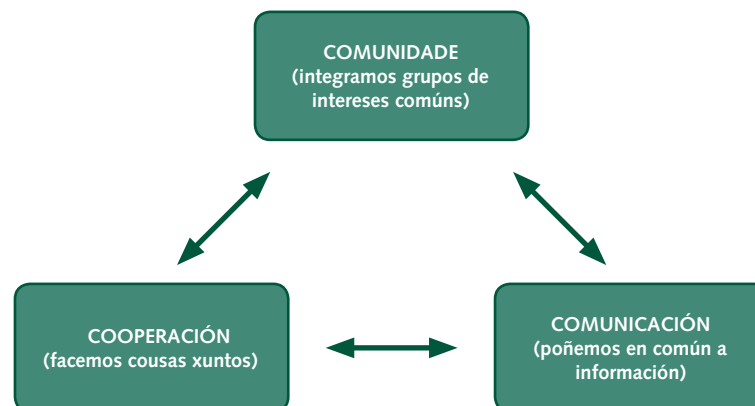 COMUNIDADE
(integramos grupos de
intereses comúns)
COOPERACIÓN
(facemos cousas xuntos)
COMUNICACIÓN
(poñemos en común a
información)